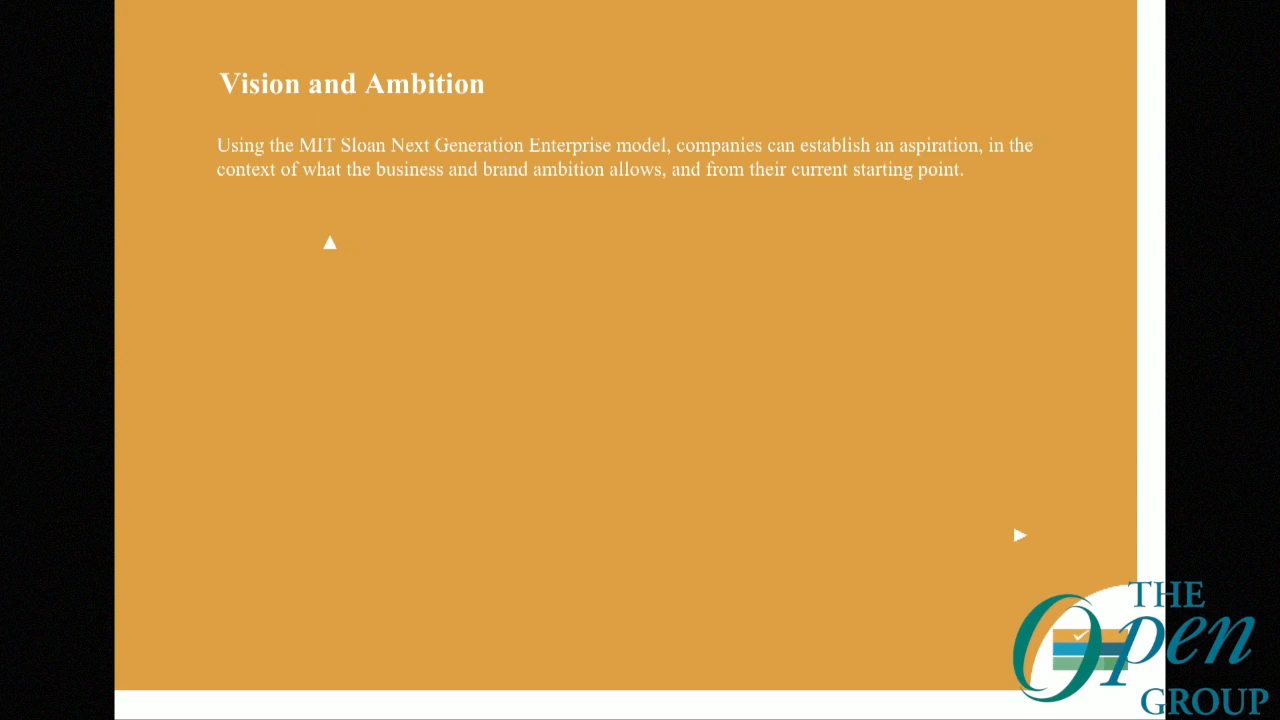 Vision and Ambition
Using the MIT Sloan Next Generation Enterprise model, companies can establish an aspiration, in the
context of what the business and brand ambition allows, and from their current starting point.
THE
Open
GROUP